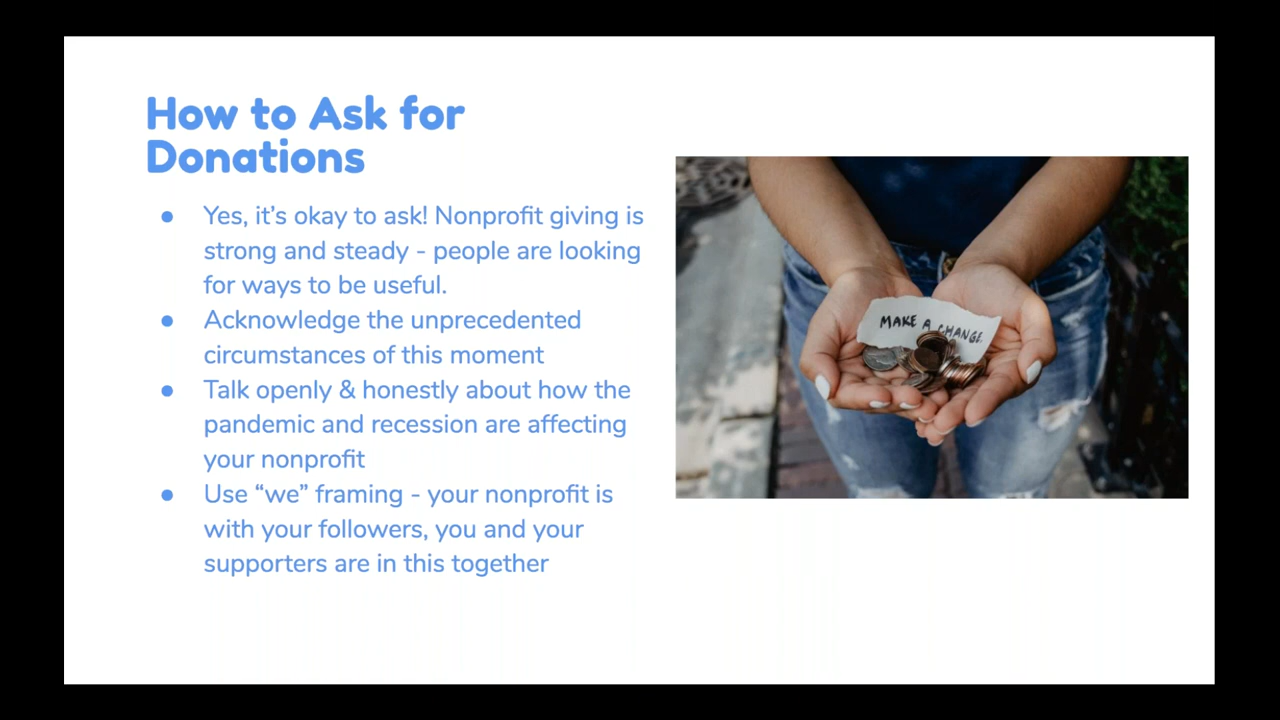 How to Ask for
Donations
● Yes, it’s okay to ask! Nonprofit giving is
strong and steady - people are looking
for ways to be useful.
● Acknowledge the unprecedented
circumstances of this moment
● Talk openly & honestly about how the
pandemic and recession are affecting
your nonprofit
● Use “we” framing - your nonprofit is
with your followers, you and your
supporters are in this together
MAKE A CHANGE